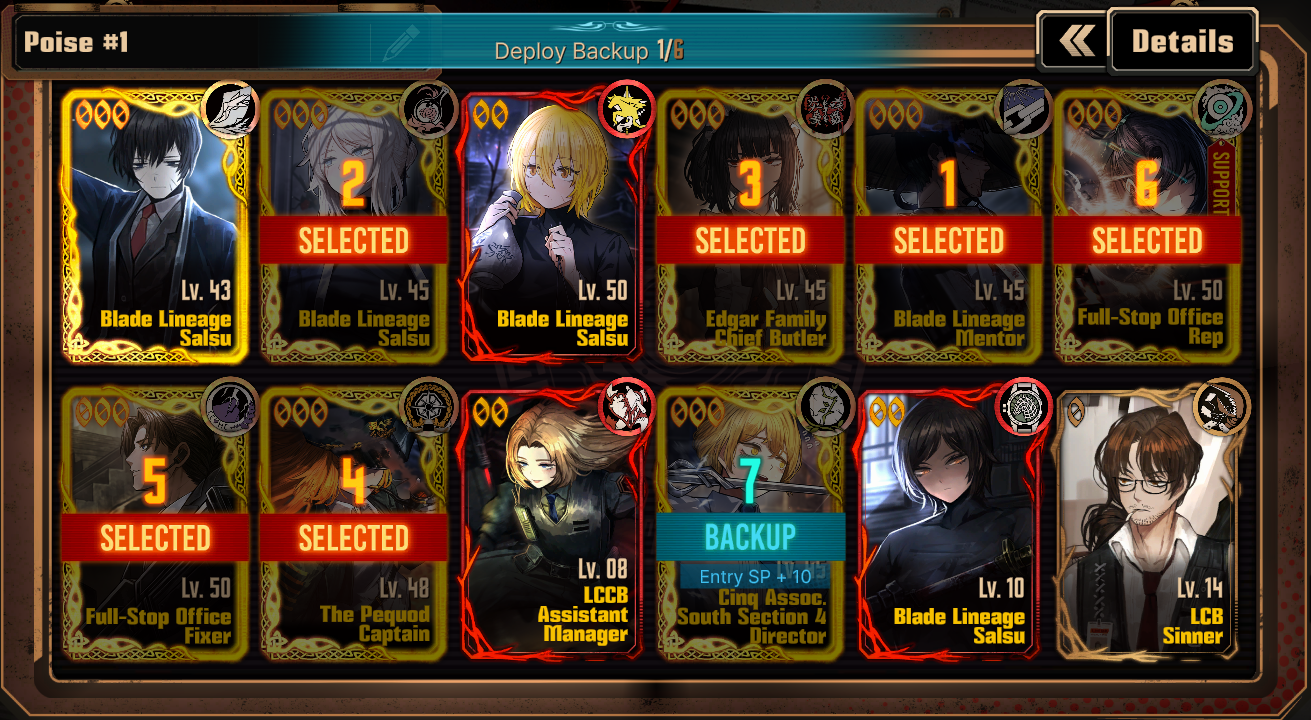 Poise #1
Deploy Backup 1/6
Details
Lv. 43
Blade Lineage
Salsu
2
SELECTED
Lv. 45
Blade Lineage
Salsu
Lv. 50
Blade Lineage
Salsu
3
SELECTED
Lv. 45
Edgar Family
Chief Butler
1
SELECTED
Lv. 45
Blade Lineage
Mentor
SUPPORT
6
SELECTED
Lv. 50
Full-Stop Office
Rep
5
SELECTED
Lv. 50
Full-Stop Office
Fixer
4
SELECTED
Lv. 48
The Pequod
Captain
Lv. 08
LCCB
Assistant
Manager
7
BACKUP
Entry SP + 10
Cinq Assoc.
South Section 4
Director
Lv. 10
Blade Lineage
Salsu
Lv. 14
LCB
Sinner